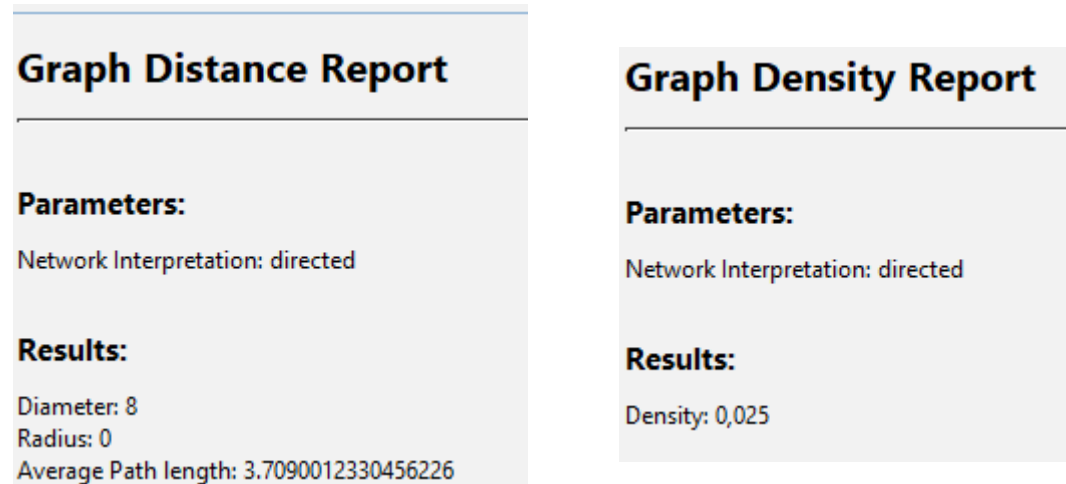 Graph Distance Report
Parameters:
Network Interpretation: directed
Results:
Diameter: 8
Radius: 0
Average Path length: 3.7090012330456226
Graph Density Report
Parameters:
Network Interpretation: directed
Results:
Density: 0,025